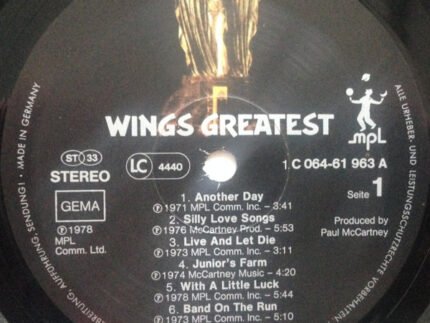 WINGS GREATEST
MPL
MADE IN GERMANY
AUFFÜHRUNG, SENDUNG!
ALLE URHEBER- UND LEISTUNGSSCHUTZRECHTE VORBEHALTEN.
ST 33
STEREO
LC 4440
1C 064-61 963 A
GEMA
Seite 1
℗1978
MPL
Comm. Ltd.
Produced by
Paul McCartney
1. Another Day
℗1971 MPL Comm. Inc. – 3:41
2. Silly Love Songs
℗1976 McCartney Prod. – 5:53
3. Live And Let Die
℗1973 MPL Comm. Inc. – 3:11
4. Junior's Farm
℗1974 McCartney Music – 4:20
5. With A Little Luck
℗1978 MPL Comm. Inc. – 5:44
6. Band On The Run
℗1973 MPL Comm. Inc. – 5:10